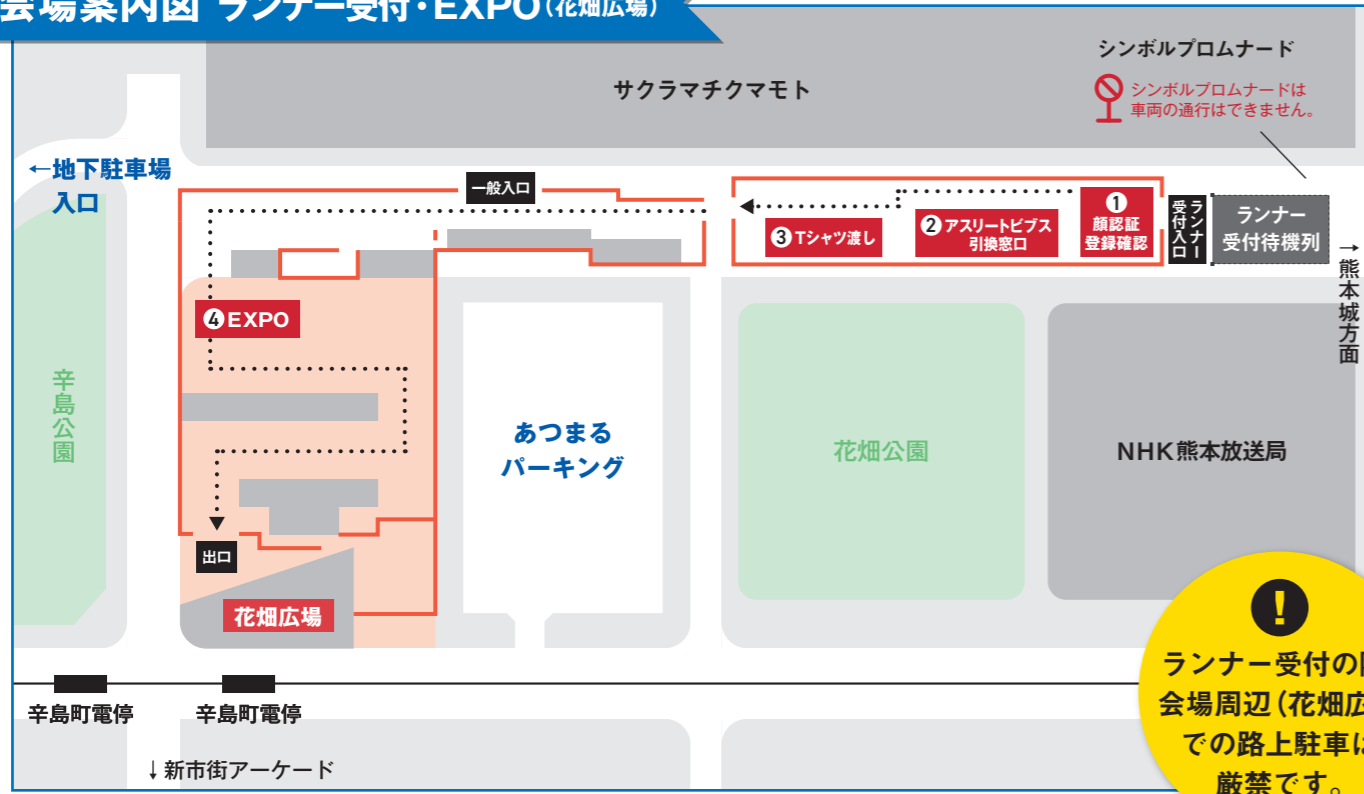 会場案内図 ランナー受付・EXPO(花畑広場)
シンボルプロムナード
シンボルプロムナードは
車両の通行はできません。
サクラマチクマモト
←地下駐車場
入口
一般入口
①
顔認証
登録確認
②アスリートビブス
引換窓口
③Tシャツ渡し
ランナー
受付入口
ランナー
受付待機列
→熊本城方面
④EXPO
辛島公園
あつまる
パーキング
花畑公園
NHK熊本放送局
出口
花畑広場
!
ランナー受付の
会場周辺(花畑広
での路上駐車は
厳禁です。
辛島町電停
辛島町電停
↓新市街アーケード